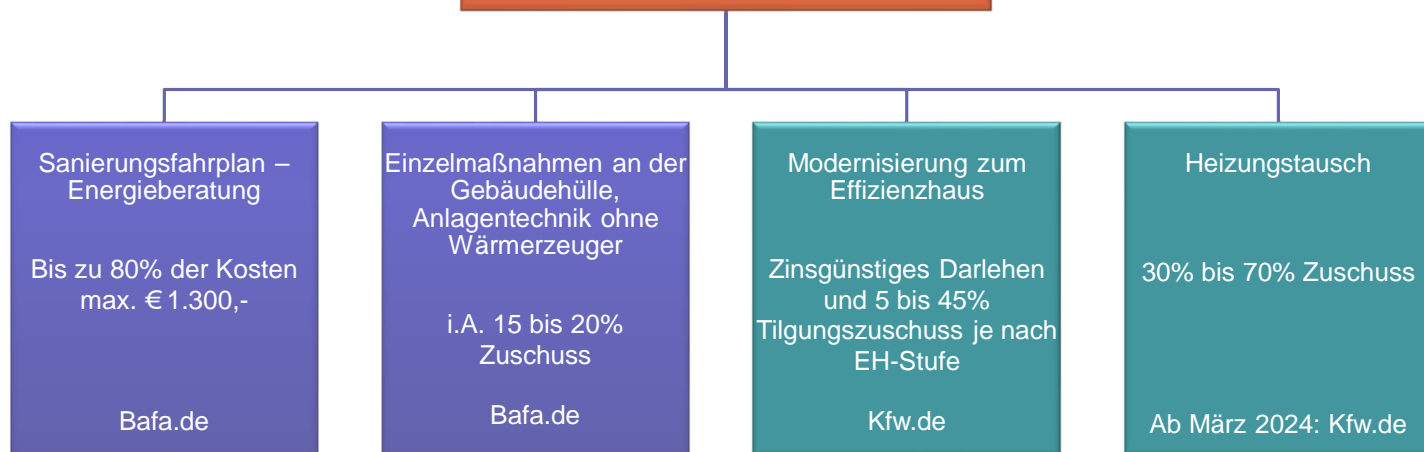 Sanierungsfahrplan –
Energieberatung
Bis zu 80% der Kosten
max. € 1.300,-
Bafa.de
Einzelmaßnahmen an der
Gebäudehülle,
Anlagentechnik ohne
Wärmerzeuger
i.A. 15 bis 20%
Zuschuss
Bafa.de
Modernisierung zum
Effizienzhaus
Zinsgünstiges Darlehen
und 5 bis 45%
Tilgungszuschuss je nach
EH-Stufe
Kfw.de
Heizungstausch
30% bis 70% Zuschuss
Ab März 2024: Kfw.de